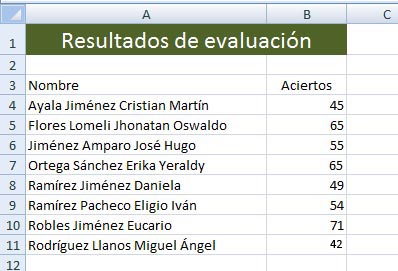 A B C
1 Resultados de evaluación
2
3 Nombre Aciertos
4 Ayala Jiménez Cristian Martín 45
5 Flores Lomeli Jhonatan Oswaldo 65
6 Jiménez Amparo José Hugo 55
7 Ortega Sánchez Erika Yeraldy 65
8 Ramírez Jiménez Daniela 49
9 Ramírez Pacheco Eligio Iván 54
10 Robles Jiménez Eucario 71
11 Rodríguez Llanos Miguel Ángel 42
12